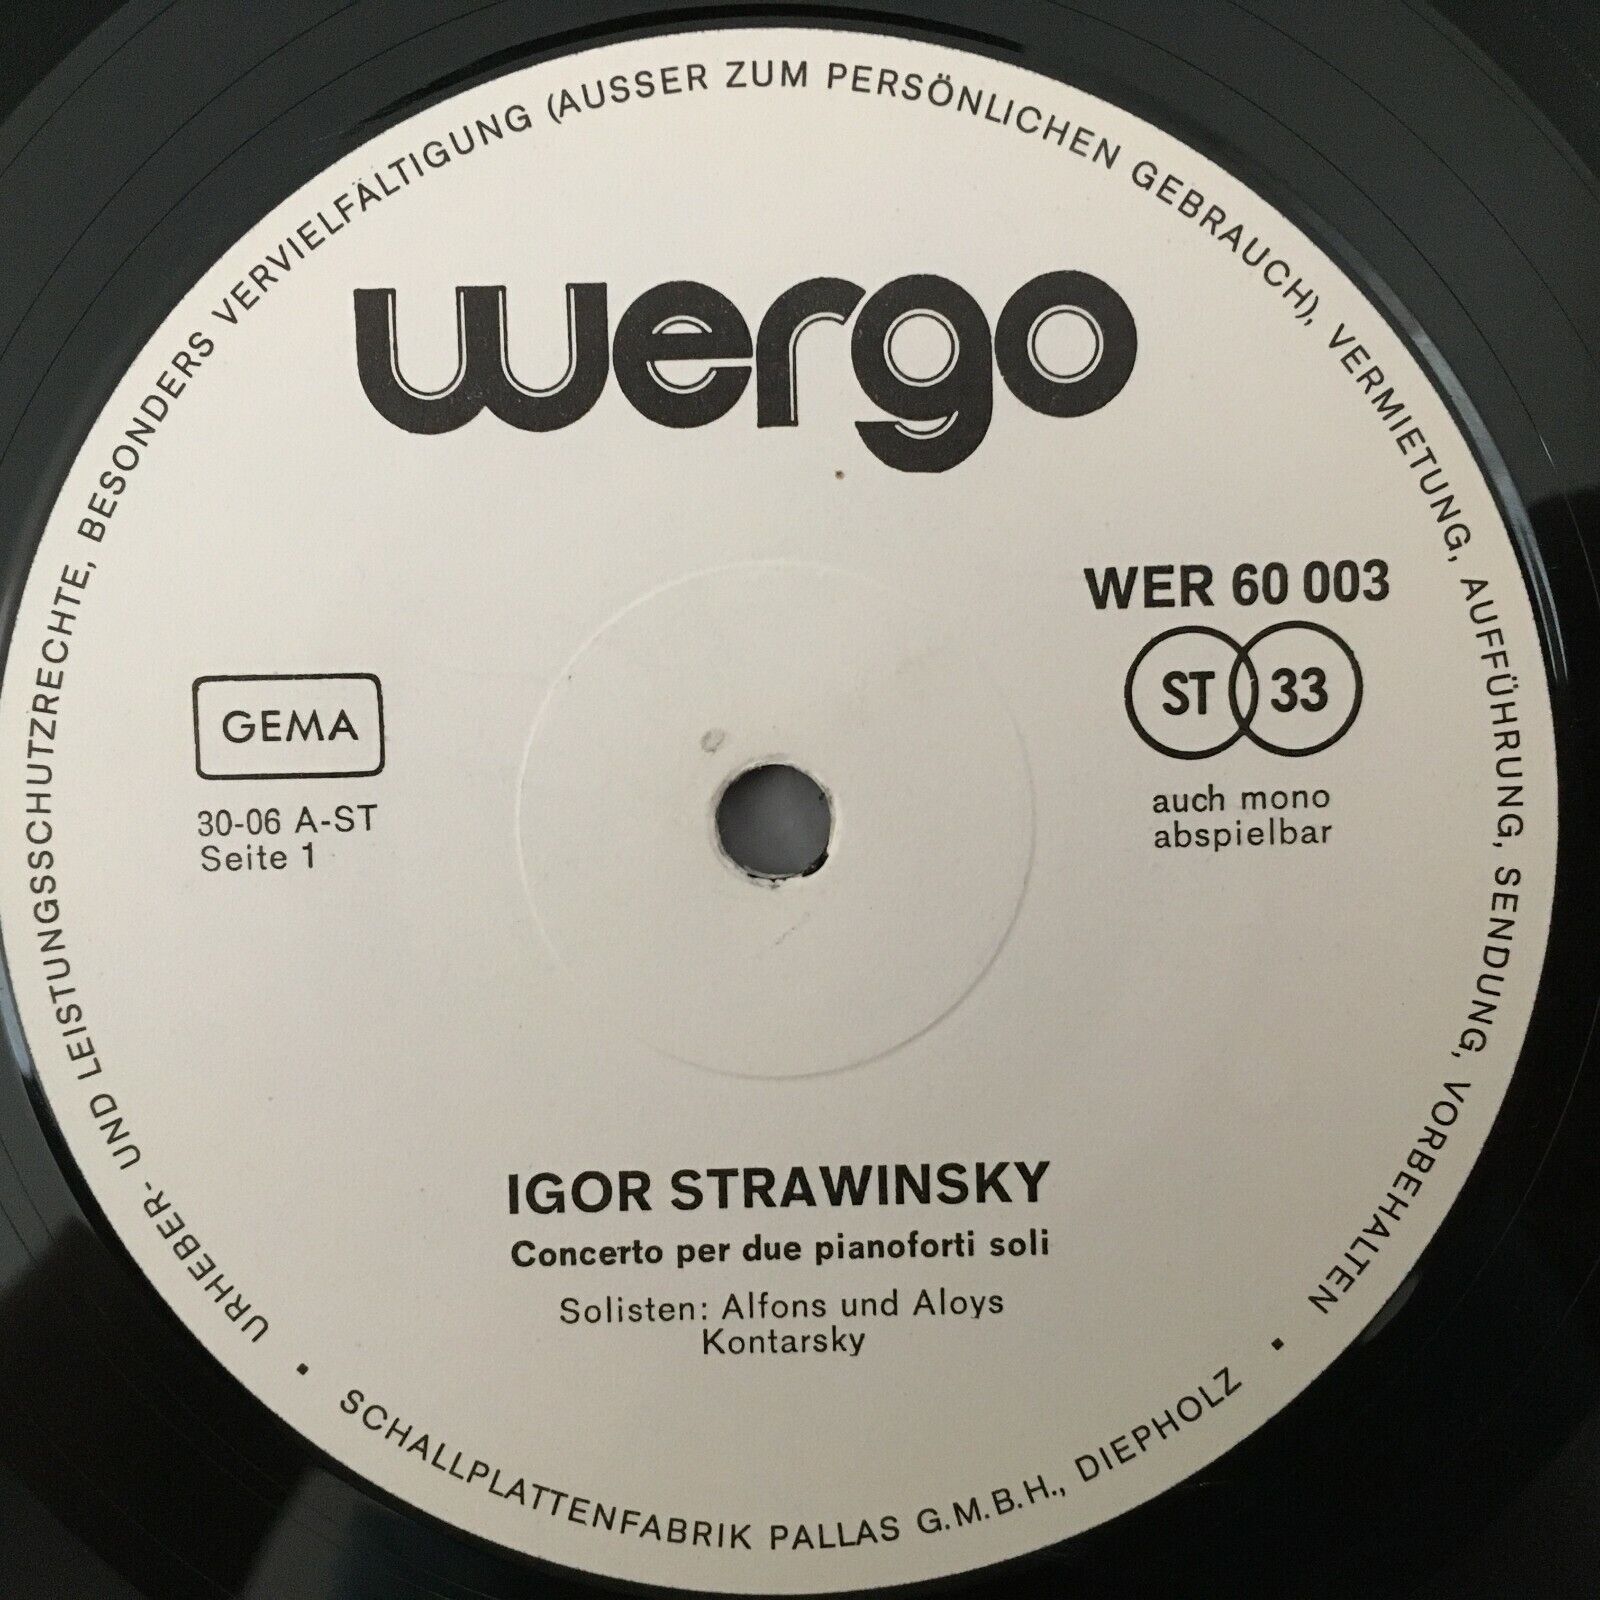 URHEBER- UND LEISTUNGSSCHUTZRECHTE, BESONDERS VERVIELFÄLTIGUNG (AUSSER ZUM PERSÖNLICHEN GEBRAUCH), VERMIETUNG, AUFFÜHRUNG, SENDUNG, VORBEHALTEN
wergo
WER 60 003
ST 33
auch mono
abspielbar
GEMA
30-06 A-ST
Seite 1
IGOR STRAWINSKY
Concerto per due pianoforti soli
Solisten: Alfons und Aloys
Kontarsky
• SCHALLPLATTENFABRIK PALLAS G.M.B.H., DIEPHOLZ •